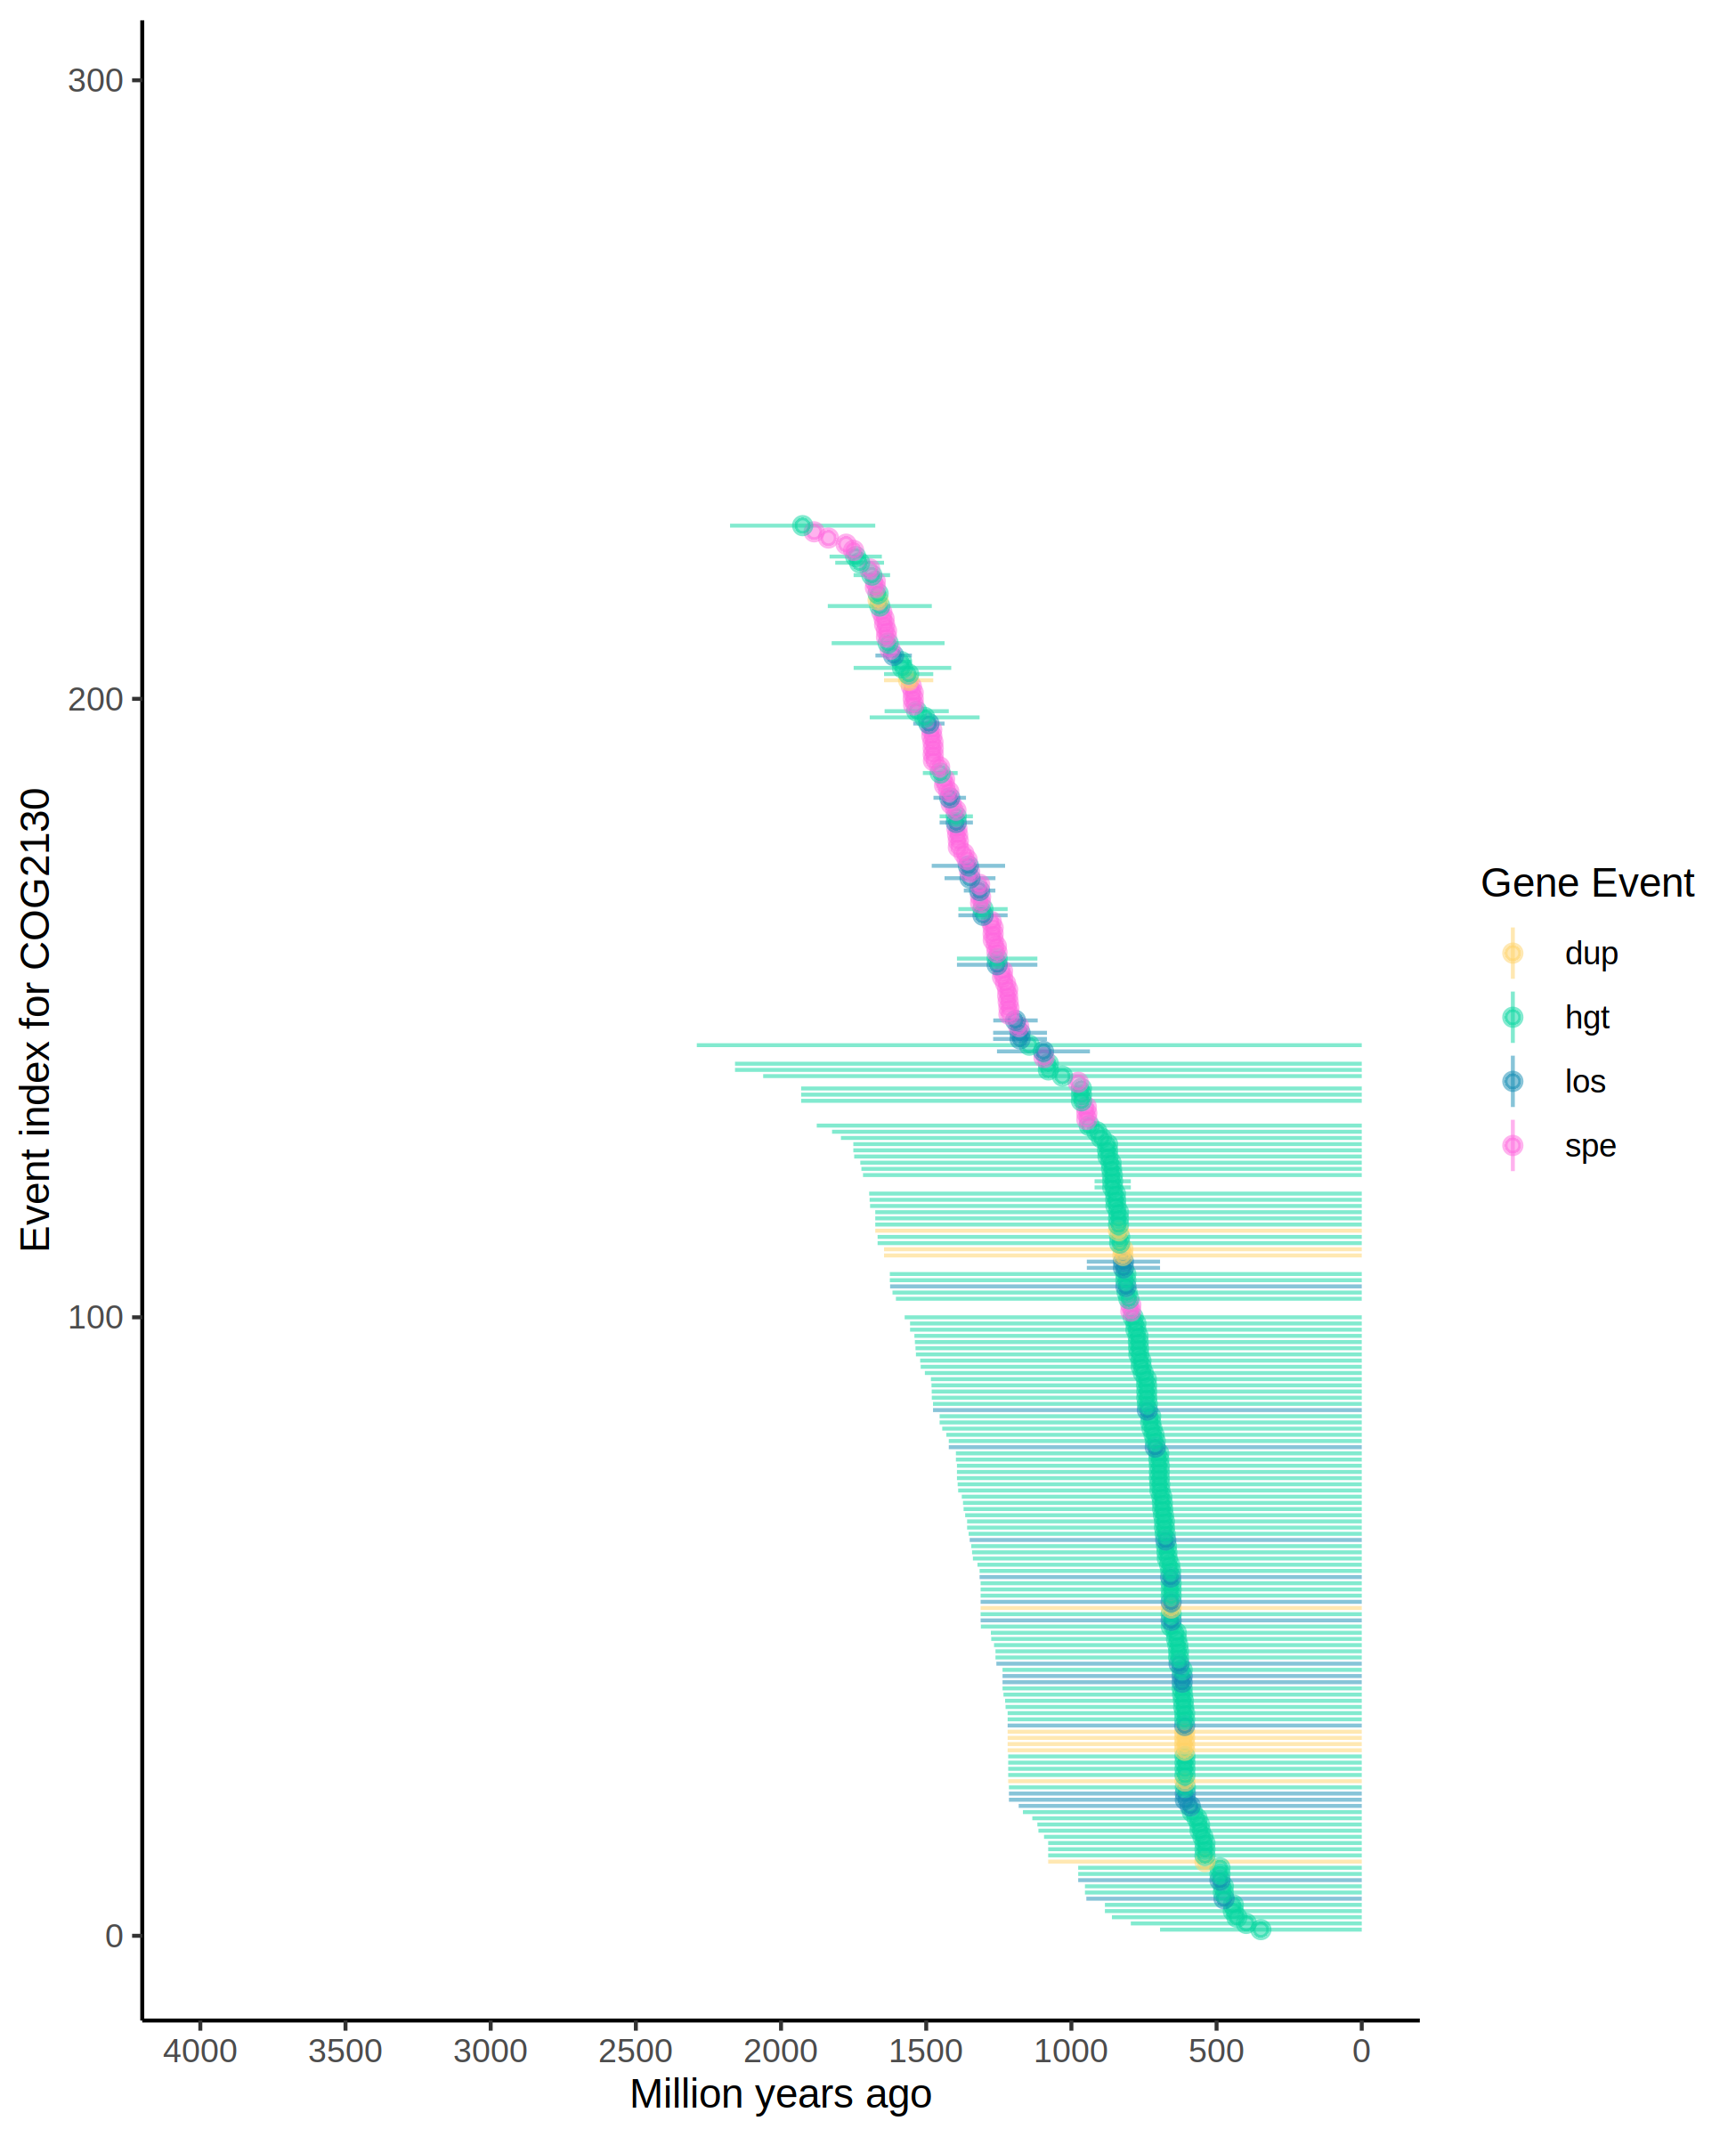 300
200
100
0
Event index for COG2130
4000 3500 3000 2500 2000 1500 1000 500 0
Million years ago
Gene Event
dup
hgt
los
spe